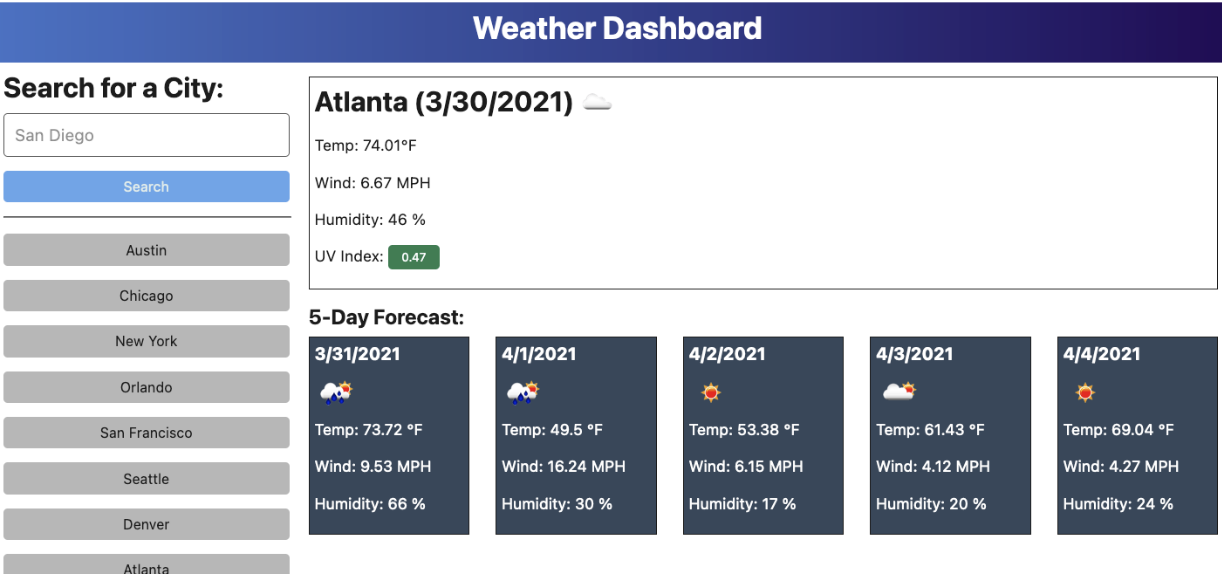 Weather Dashboard
Search for a City:
San Diego
Search
Austin
Chicago
New York
Orlando
San Francisco
Seattle
Denver
Atlanta
Atlanta (3/30/2021)
Temp: 74.01°F
Wind: 6.67 MPH
Humidity: 46 %
UV Index: 0.47
5-Day Forecast:
3/31/2021
Temp: 73.72 °F
Wind: 9.53 MPH
Humidity: 66 %
4/1/2021
Temp: 49.5 °F
Wind: 16.24 MPH
Humidity: 30 %
4/2/2021
Temp: 53.38 °F
Wind: 6.15 MPH
Humidity: 17 %
4/3/2021
Temp: 61.43 °F
Wind: 4.12 MPH
Humidity: 20 %
4/4/2021
Temp: 69.04 °F
Wind: 4.27 MPH
Humidity: 24 %